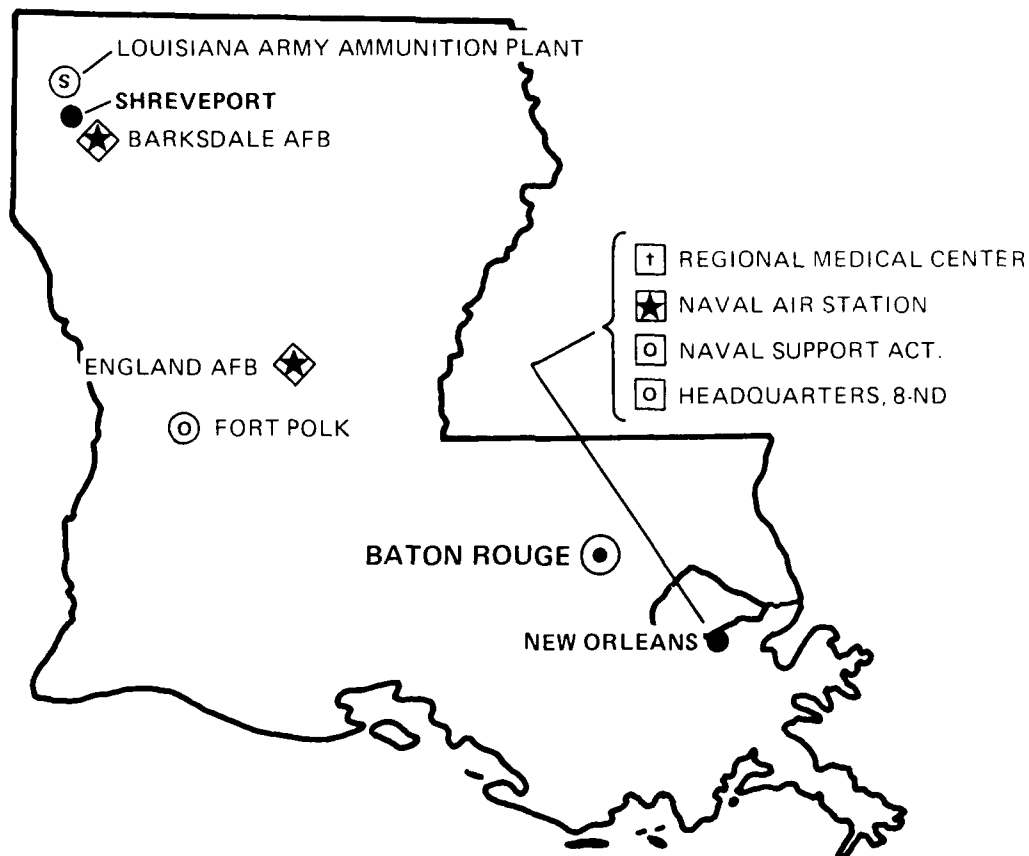 LOUISIANA ARMY AMMUNITION PLANT
S
SHREVEPORT
BARKSDALE AFB
† REGIONAL MEDICAL CENTER
NAVAL AIR STATION
O NAVAL SUPPORT ACT.
O HEADQUARTERS, 8-ND
ENGLAND AFB
O FORT POLK
BATON ROUGE
NEW ORLEANS